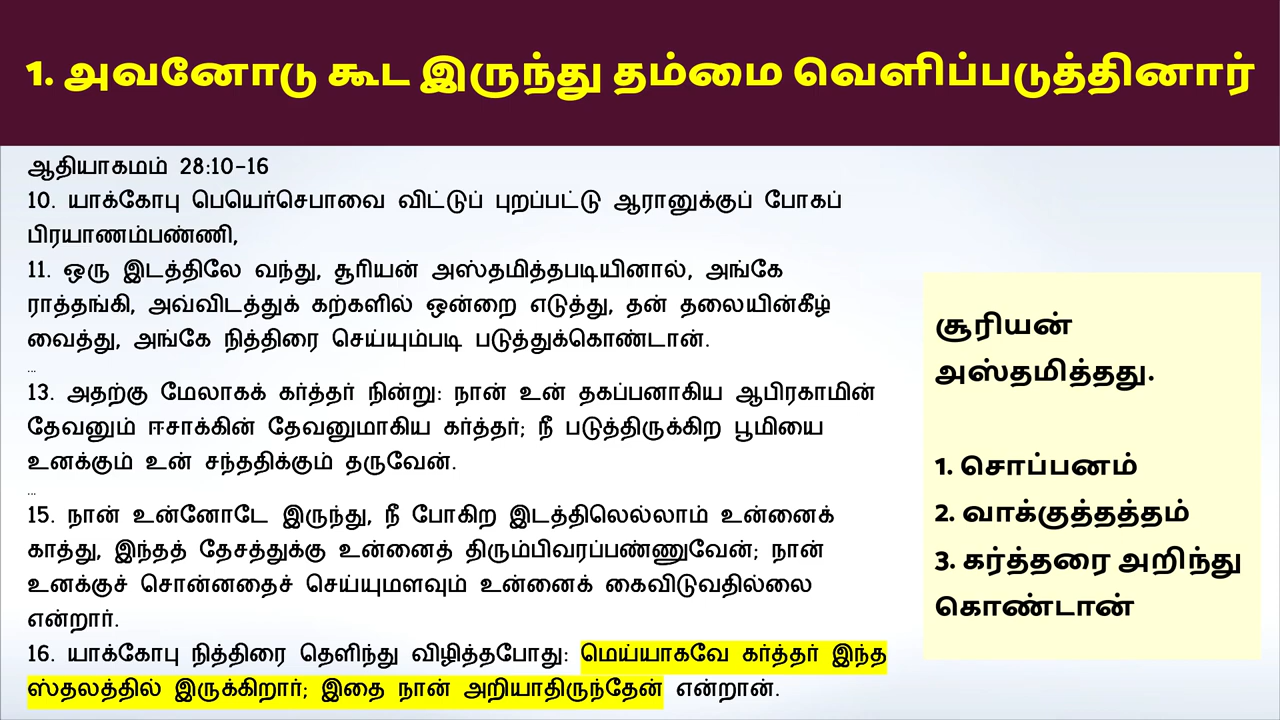 1. அவனோடு கூட இருந்து தம்மை வெளிப்படுத்தினார்
ஆதியாகமம் 28:10-16
10. யாக்கோபு பெயெர்செபாவை விட்டுப் புறப்பட்டு ஆரானுக்குப் போகப்
பிரயாணம்பண்ணி,
11. ஒரு இடத்திலே வந்து, சூரியன் அஸ்தமித்தபடியினால், அங்கே
ராத்தங்கி, அவ்விடத்துக் கற்களில் ஒன்றை எடுத்து, தன் தலையின்கீழ்
வைத்து, அங்கே நித்திரை செய்யும்படி படுத்துக்கொண்டான்.
...
13. அதற்கு மேலாகக் கர்த்தர் நின்று: நான் உன் தகப்பனாகிய ஆபிரகாமின்
தேவனும் ஈசாக்கின் தேவனுமாகிய கர்த்தர்; நீ படுத்திருக்கிற பூமியை
உனக்கும் உன் சந்ததிக்கும் தருவேன்.
...
15. நான் உன்னோடே இருந்து, நீ போகிற இடத்திலெல்லாம் உன்னைக்
காத்து, இந்தத் தேசத்துக்கு உன்னைத் திரும்பிவரப்பண்ணுவேன்; நான்
உனக்குச் சொன்னதைச் செய்யுமளவும் உன்னைக் கைவிடுவதில்லை
என்றார்.
16. யாக்கோபு நித்திரை தெளிந்து விழித்தபோது: மெய்யாகவே கர்த்தர் இந்த
ஸ்தலத்தில் இருக்கிறார்; இதை நான் அறியாதிருந்தேன் என்றான்.
சூரியன்
அஸ்தமித்தது.
1. சொப்பனம்
2. வாக்குத்தத்தம்
3. கர்த்தரை அறிந்து
கொண்டான்